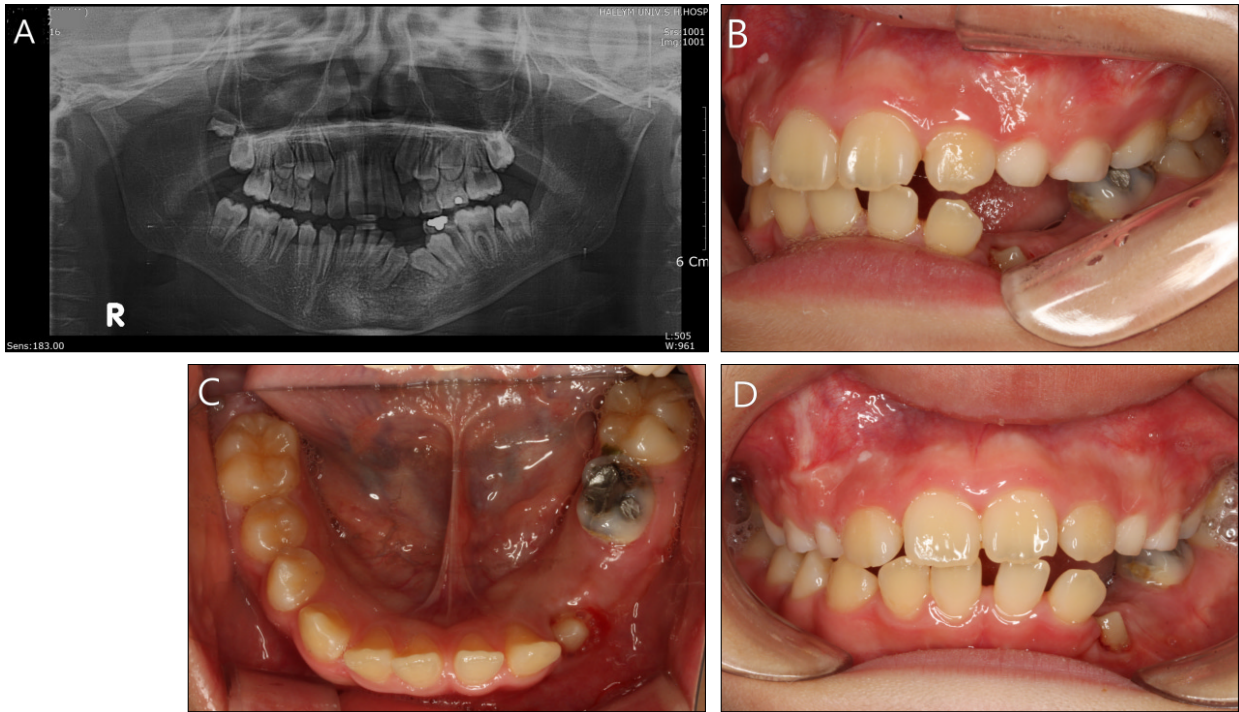 A
16
HALLYM UNIV.S H,HOSP
Srs:1001
Img:1001
6 Cm
R
Sens:183.00
L:505
W:961
B
C
D